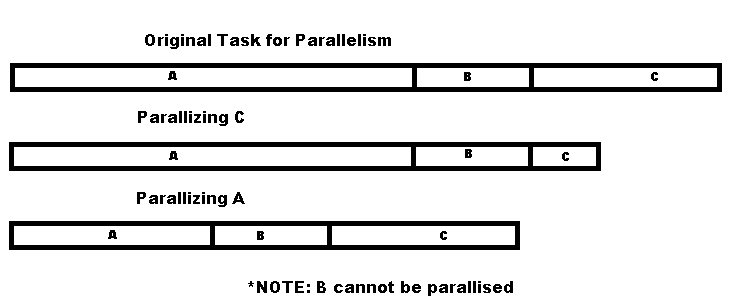 Original Task for Parallelism
A B C
Parallizing C
A B C
Parallizing A
A B C
*NOTE: B cannot be parallised